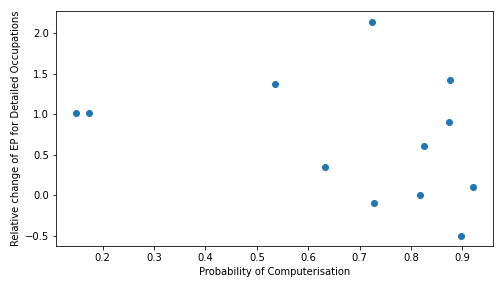 Relative change of EP for Detailed Occupations
2.0
1.5
1.0
0.5
0.0
−0.5
0.2 0.3 0.4 0.5 0.6 0.7 0.8 0.9
Probability of Computerisation